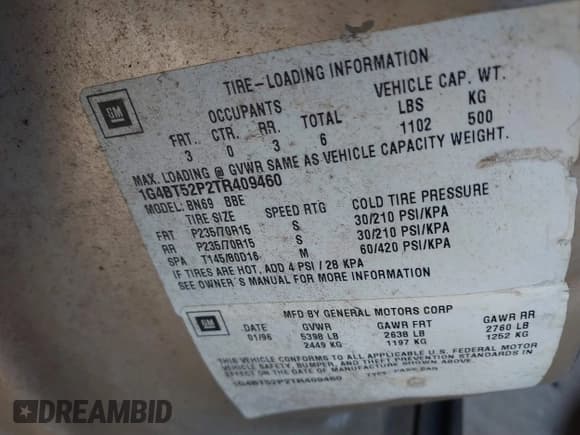 GM
TIRE-LOADING INFORMATION
OCCUPANTS VEHICLE CAP. WT.
FRT. CTR. RR. TOTAL LBS KG
3 0 3 6 1102 500
MAX. LOADING @ GVWR SAME AS VEHICLE CAPACITY WEIGHT.
1G4BT52P2TR409460
MODEL: BN69 BBE
TIRE SIZE SPEED RTG COLD TIRE PRESSURE
FRT P235/70R15 S 30/210 PSI/KPA
RR P235/70R15 S 30/210 PSI/KPA
SPA T145/80D16 M 60/420 PSI/KPA
IF TIRES ARE HOT, ADD 4 PSI / 28 KPA
SEE OWNER'S MANUAL FOR MORE INFORMATION
GM
MFD BY GENERAL MOTORS CORP
DATE GVWR GAWR FRT GAWR RR
01/96 5398 LB 2638 LB 2760 LB
2449 KG 1197 KG 1252 KG
THIS VEHICLE CONFORMS TO ALL APPLICABLE U.S. FEDERAL MOTOR
VEHICLE SAFETY, BUMPER, AND THEFT PREVENTION STANDARDS IN
EFFECT ON THE DATE OF MANUFACTURE SHOWN ABOVE.
1G4BT52P2TR409460 TYPE: PASS CAR
DREAMBID